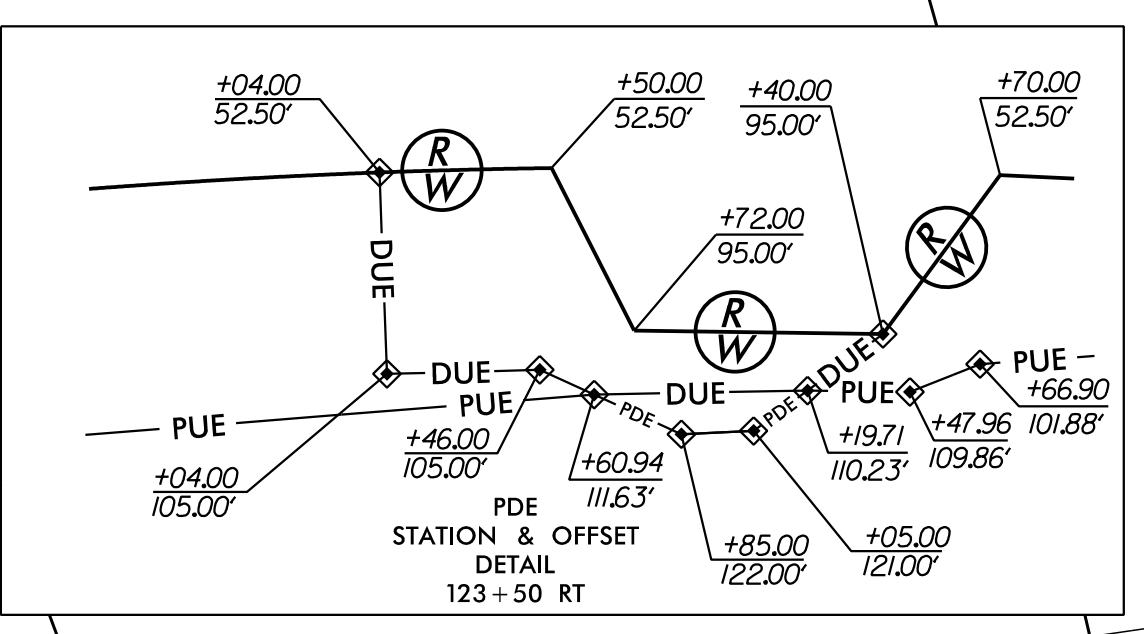 +04.00
52.50'
+50.00
52.50'
+40.00
95.00'
+70.00
52.50'
R
W
R
W
+72.00
95.00'
DUE
R
W
DUE
DUE
DUE
PUE
PUE
PUE
PUE
PDE
PDE
+66.90
101.88'
+46.00
105.00'
+04.00
105.00'
+60.94
111.63'
+19.71
110.23'
+47.96
109.86'
+85.00
122.00'
+05.00
121.00'
PDE
STATION & OFFSET
DETAIL
123+50 RT